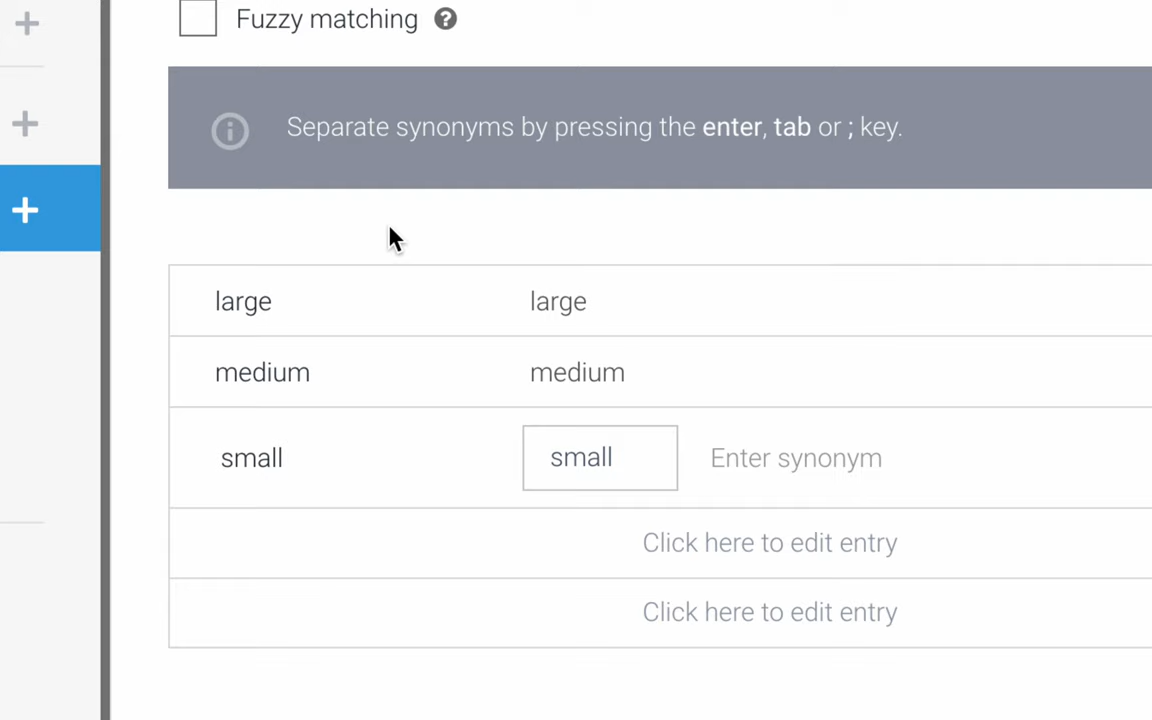 Fuzzy matching
Separate synonyms by pressing the enter, tab or ; key.
large large
medium medium
small small Enter synonym
Click here to edit entry
Click here to edit entry